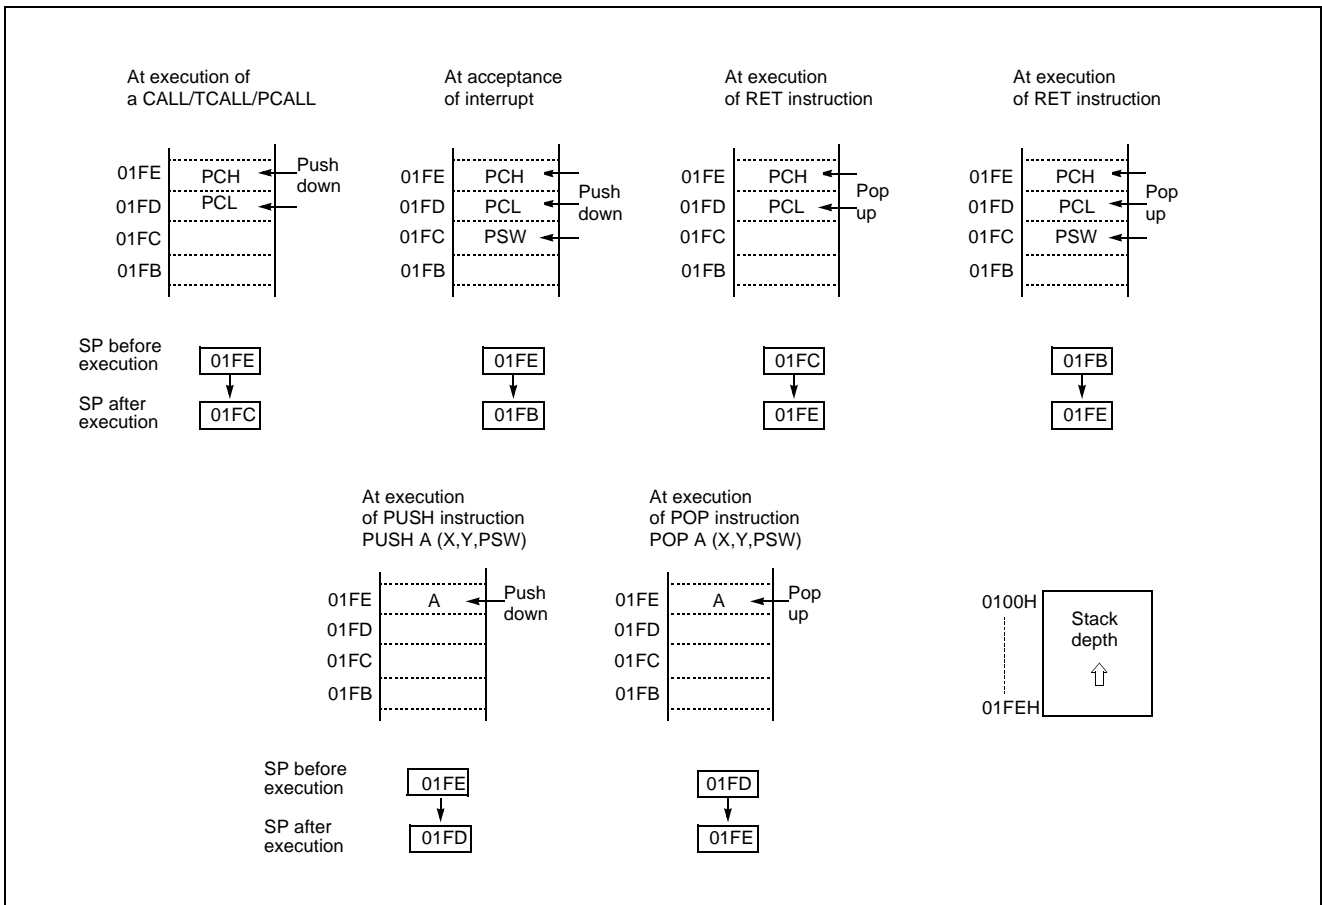 At execution of
a CALL/TCALL/PCALL
01FE PCH Push
down
01FD PCL
01FC
01FB
SP before
execution 01FE
SP after
execution 01FC
At acceptance
of interrupt
01FE PCH
01FD PCL Push
down
01FC PSW
01FB
01FE
01FB
At execution
of RET instruction
01FE PCH
01FD PCL Pop
up
01FC
01FB
01FC
01FE
At execution
of RET instruction
01FE PCH
01FD PCL Pop
up
01FC PSW
01FB
01FB
01FE
At execution
of PUSH instruction
PUSH A (X,Y,PSW)
01FE A Push
down
01FD
01FC
01FB
SP before
execution 01FE
SP after
execution 01FD
At execution
of POP instruction
POP A (X,Y,PSW)
01FE A Pop
up
01FD
01FC
01FB
01FD
01FE
0100H
Stack
depth
01FEH